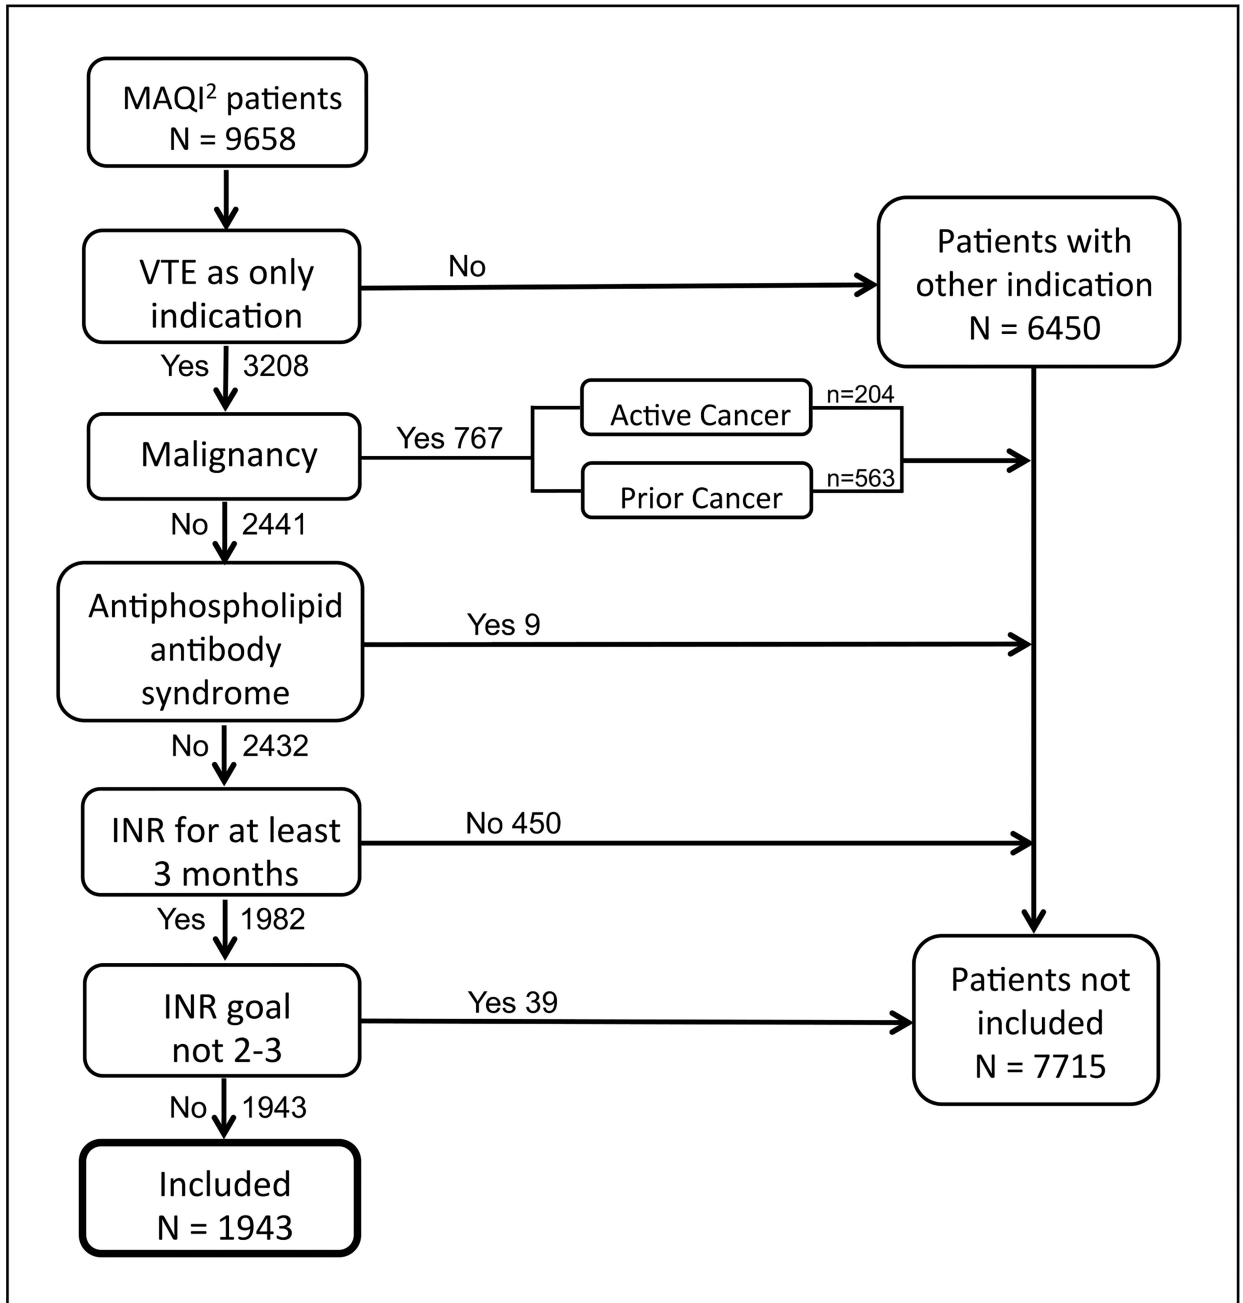 MAQI² patients
N = 9658
VTE as only
indication
No
Patients with
other indication
N = 6450
Yes 3208
Malignancy
Yes 767
Active Cancer
n=204
Prior Cancer
n=563
No 2441
Antiphospholipid
antibody
syndrome
Yes 9
No 2432
INR for at least
3 months
No 450
Yes 1982
INR goal
not 2-3
Yes 39
Patients not
included
N = 7715
No 1943
Included
N = 1943